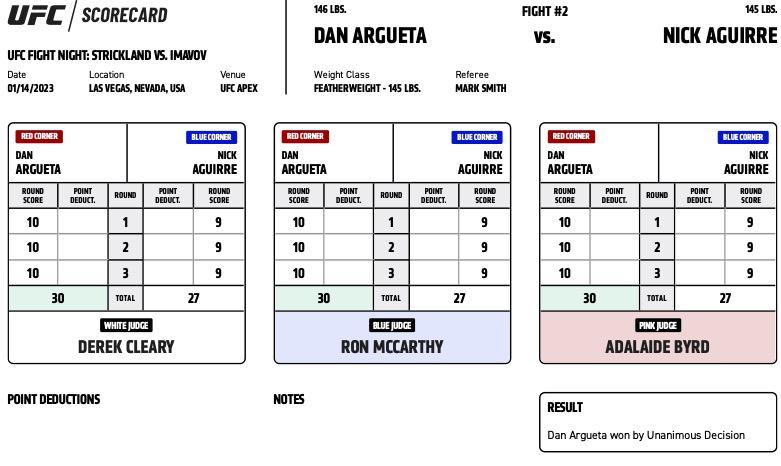 UFC SCORECARD
UFC FIGHT NIGHT: STRICKLAND VS. IMAVOV
Date Location Venue
01/14/2023 LAS VEGAS, NEVADA, USA UFC APEX
146 LBS. FIGHT #2 145 LBS.
DAN ARGUETA VS. NICK AGUIRRE
Weight Class Referee
FEATHERWEIGHT - 145 LBS. MARK SMITH
RED CORNER BLUE CORNER
DAN NICK
ARGUETA AGUIRRE
ROUND POINT ROUND POINT ROUND
SCORE DEDUCT. DEDUCT. SCORE
10 1 9
10 2 9
10 3 9
30 TOTAL 27
WHITE JUDGE
DEREK CLEARY
RED CORNER BLUE CORNER
DAN NICK
ARGUETA AGUIRRE
ROUND POINT ROUND POINT ROUND
SCORE DEDUCT. DEDUCT. SCORE
10 1 9
10 2 9
10 3 9
30 TOTAL 27
BLUE JUDGE
RON MCCARTHY
RED CORNER BLUE CORNER
DAN NICK
ARGUETA AGUIRRE
ROUND POINT ROUND POINT ROUND
SCORE DEDUCT. DEDUCT. SCORE
10 1 9
10 2 9
10 3 9
30 TOTAL 27
PINK JUDGE
ADALAIDE BYRD
POINT DEDUCTIONS
NOTES
RESULT
Dan Argueta won by Unanimous Decision